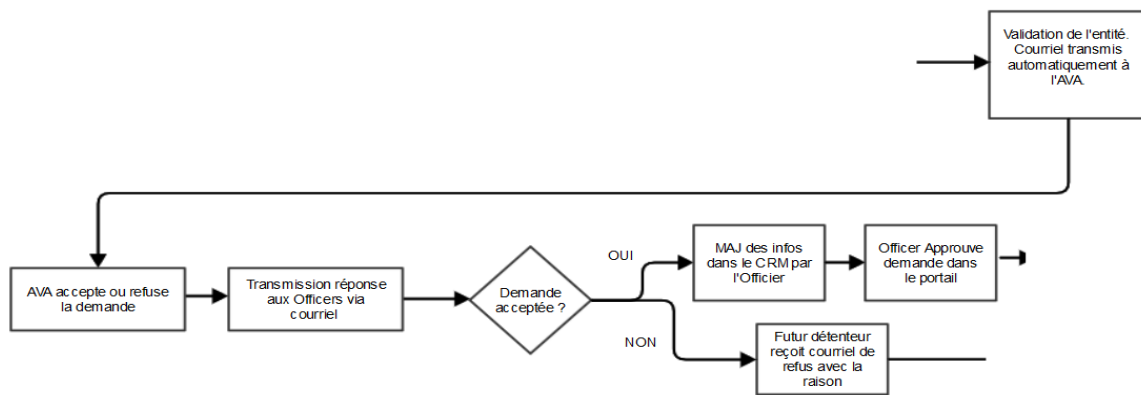 Validation de l'entité.
Courriel transmis
automatiquement à
l'AVA.
AVA accepte ou refuse
la demande
Transmission réponse
aux Officers via
courriel
Demande
acceptée ?
OUI
MAJ des infos
dans le CRM par
l'Officier
Officer Approuve
demande dans
le portail
NON
Futur détenteur
reçoit courriel de
refus avec la
raison